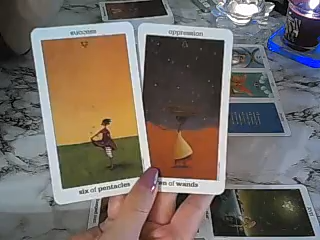 success
oppression
six of pentacles
en of wands